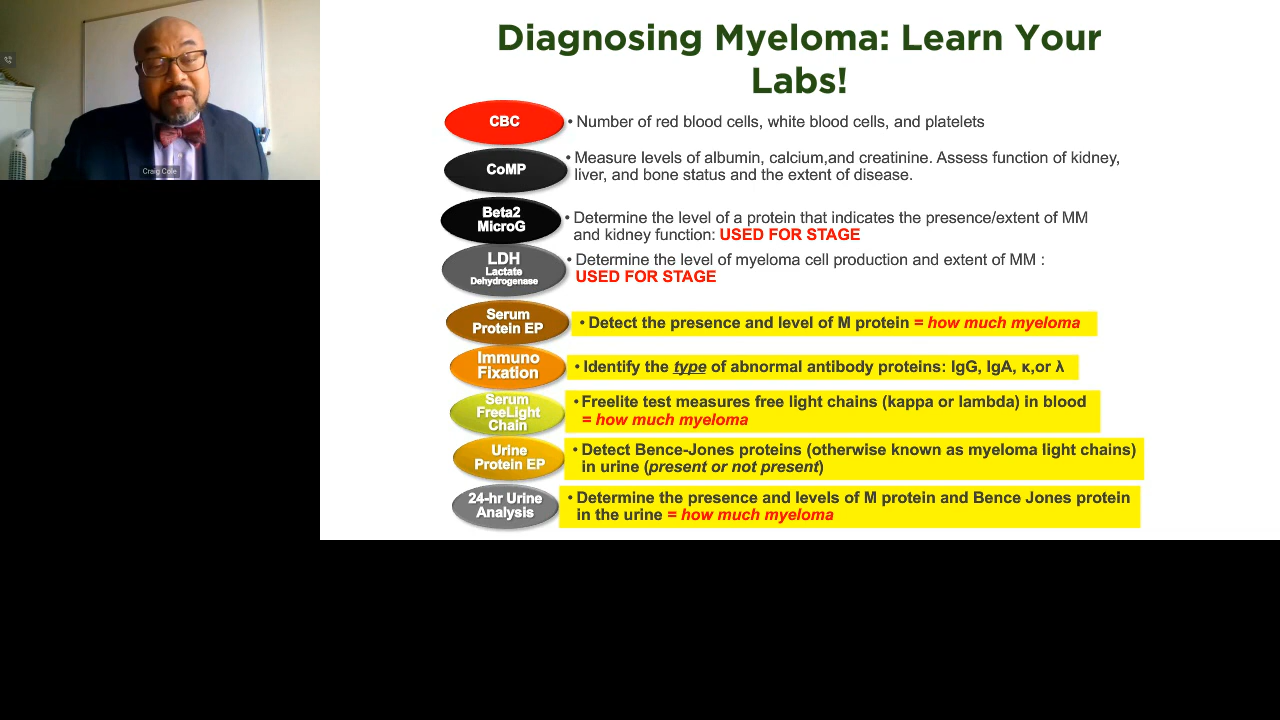 Craig Cole
Diagnosing Myeloma: Learn Your
Labs!
CBC
• Number of red blood cells, white blood cells, and platelets
CoMP
• Measure levels of albumin, calcium,and creatinine. Assess function of kidney,
liver, and bone status and the extent of disease.
Beta2
MicroG
• Determine the level of a protein that indicates the presence/extent of MM
and kidney function: USED FOR STAGE
LDH
Lactate
Dehydrogenase
• Determine the level of myeloma cell production and extent of MM :
USED FOR STAGE
Serum
Protein EP
• Detect the presence and level of M protein = how much myeloma
Immuno
Fixation
• Identify the type of abnormal antibody proteins: IgG, IgA, κ,or λ
Serum
FreeLight
Chain
• Freelite test measures free light chains (kappa or lambda) in blood
= how much myeloma
Urine
Protein EP
• Detect Bence-Jones proteins (otherwise known as myeloma light chains)
in urine (present or not present)
24-hr Urine
Analysis
• Determine the presence and levels of M protein and Bence Jones protein
in the urine = how much myeloma